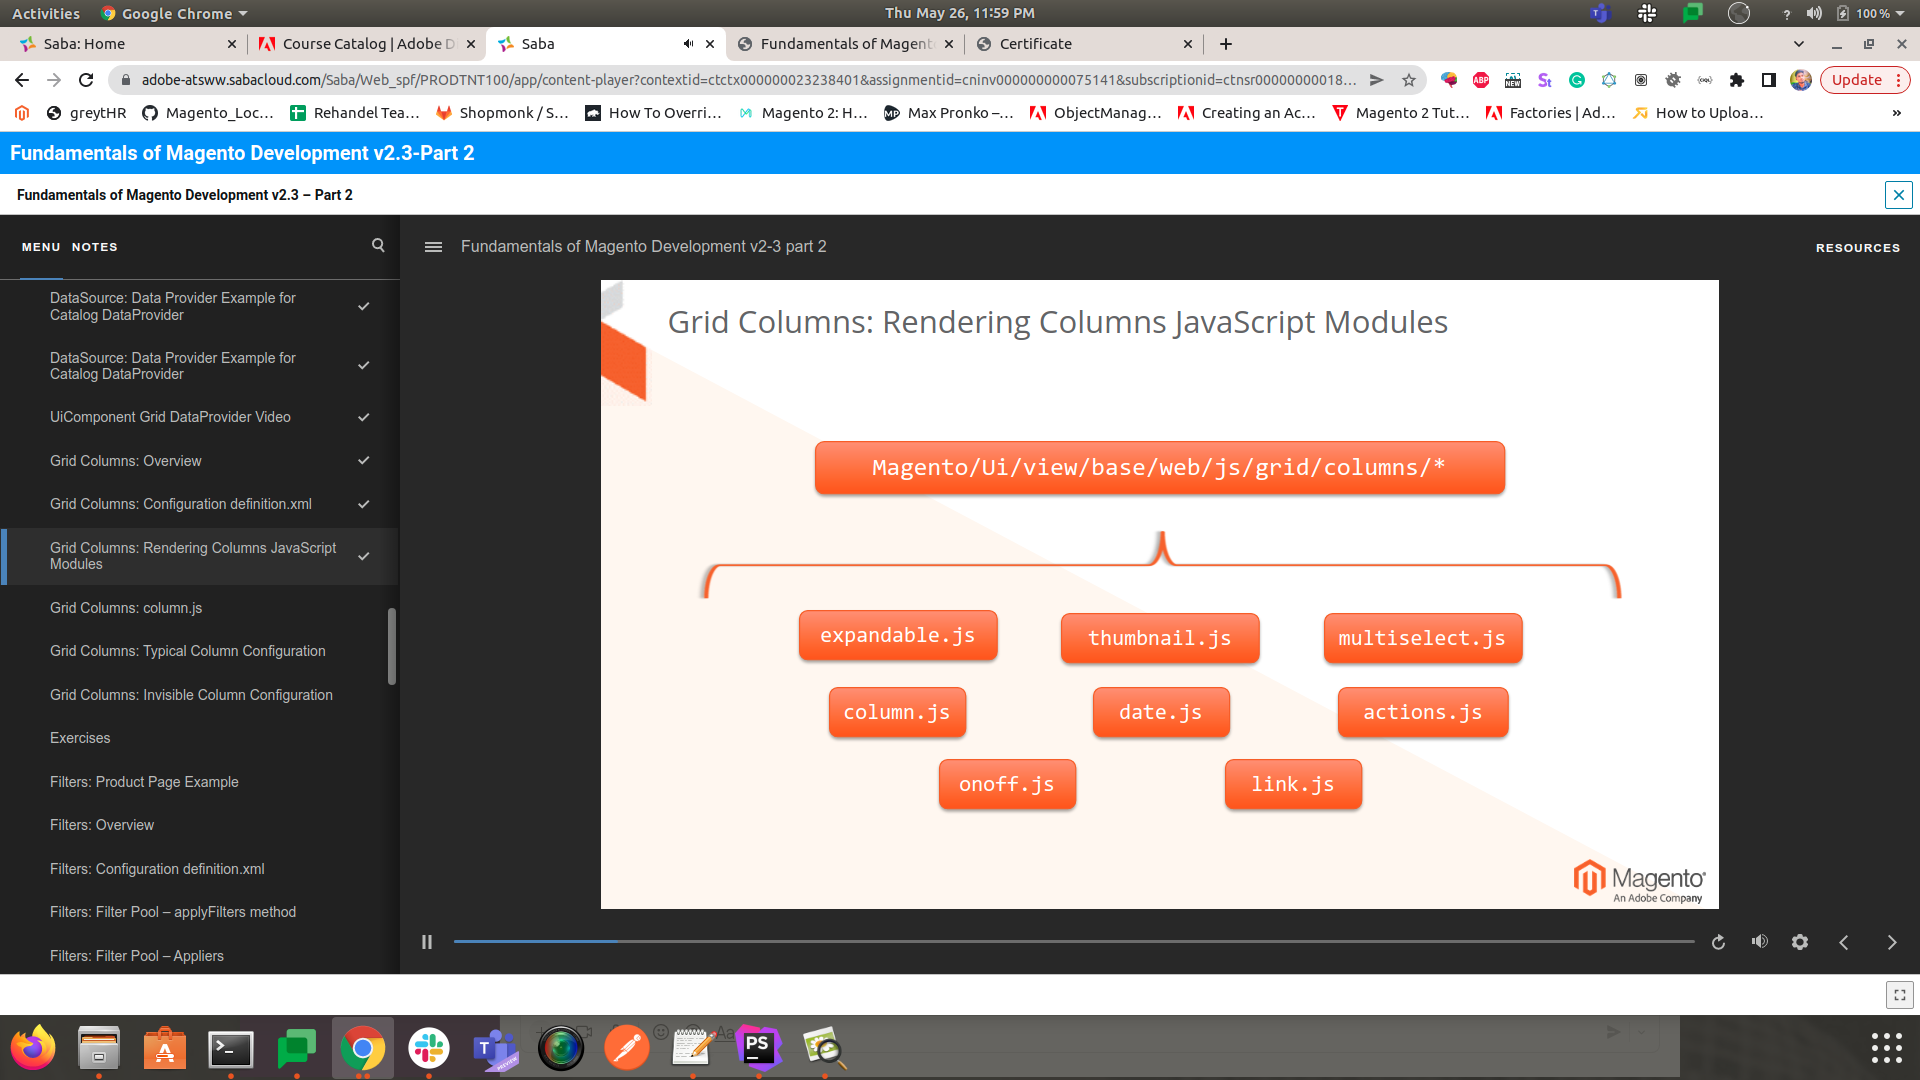 Activities
Google Chrome
Thu May 26, 11:59 PM
?
100 %
Saba: Home
Course Catalog | Adobe D
Saba
Fundamentals of Magent
Certificate
adobe-atsww.sabacloud.com/Saba/Web_spf/PRODTNT100/app/content-player?contextid=ctctx000000023238401&assignmentid=cninv000000000075141&subscriptionid=ctnsr00000000018...
ABP
NEW
St
Update
greytHR
Magento_Loc...
Rehandel Tea...
Shopmonk / S...
How To Overri...
Magento 2: H...
Max Pronko –...
ObjectManag...
Creating an Ac...
Magento 2 Tut...
Factories | Ad...
How to Uploa...
»
Fundamentals of Magento Development v2.3-Part 2
Fundamentals of Magento Development v2.3 – Part 2
MENU
NOTES
Fundamentals of Magento Development v2-3 part 2
RESOURCES
DataSource: Data Provider Example for
Catalog DataProvider
DataSource: Data Provider Example for
Catalog DataProvider
UiComponent Grid DataProvider Video
Grid Columns: Overview
Grid Columns: Configuration definition.xml
Grid Columns: Rendering Columns JavaScript
Modules
Grid Columns: column.js
Grid Columns: Typical Column Configuration
Grid Columns: Invisible Column Configuration
Exercises
Filters: Product Page Example
Filters: Overview
Filters: Configuration definition.xml
Filters: Filter Pool – applyFilters method
Filters: Filter Pool – Appliers
Grid Columns: Rendering Columns JavaScript Modules
Magento/Ui/view/base/web/js/grid/columns/*
expandable.js
thumbnail.js
multiselect.js
column.js
date.js
actions.js
onoff.js
link.js
Magento
An Adobe Company
PS